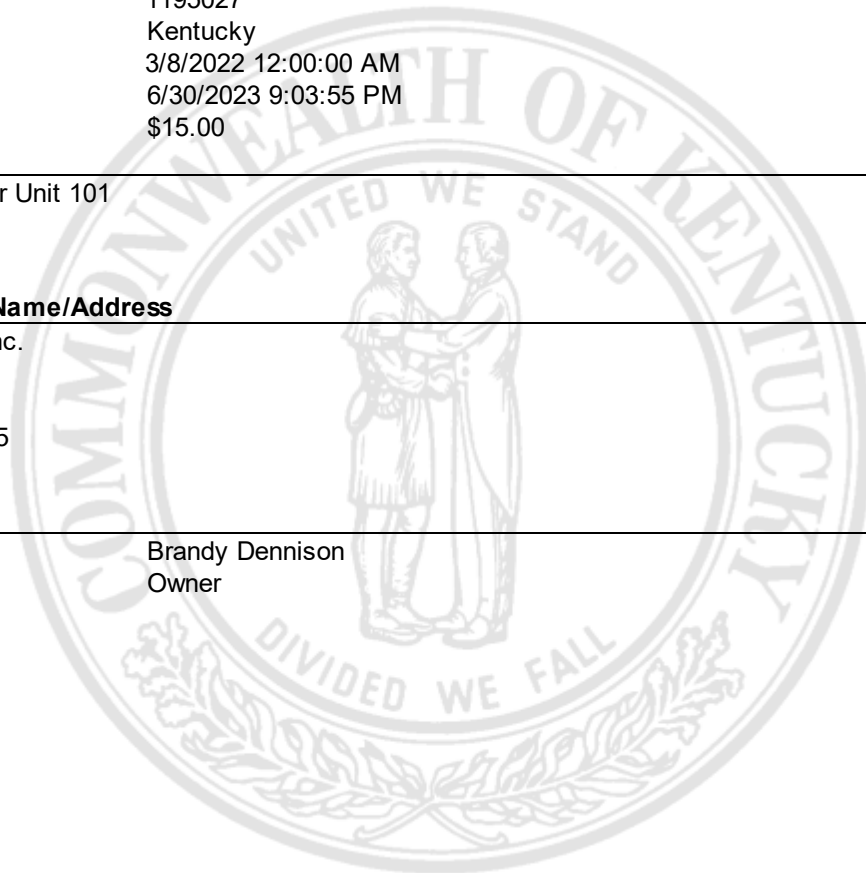 1195027
Kentucky
3/8/2022 12:00:00 AM
6/30/2023 9:03:55 PM
$15.00
r Unit 101
Name/Address
nc.
5
Brandy Dennison
Owner
COMMONWEALTH OF KENTUCKY
UNITED WE STAND
DIVIDED WE FALL